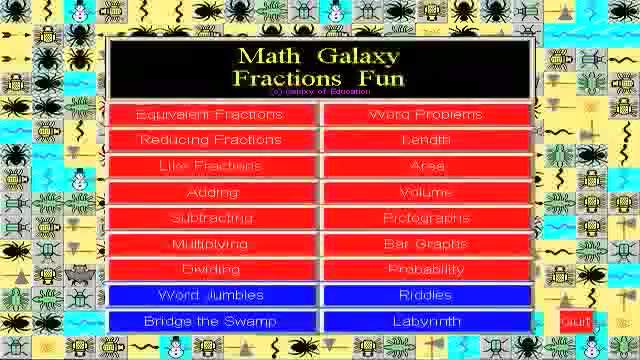 Math Galaxy
Fractions Fun
(c) Galaxy of Education
Equivalent Fractions
Word Problems
Reducing Fractions
Length
Like Fractions
Area
Adding
Volume
Subtracting
Pictographs
Multiplying
Bar Graphs
Dividing
Probability
Word Jumbles
Riddles
Bridge the Swamp
Labyrinth
Quit